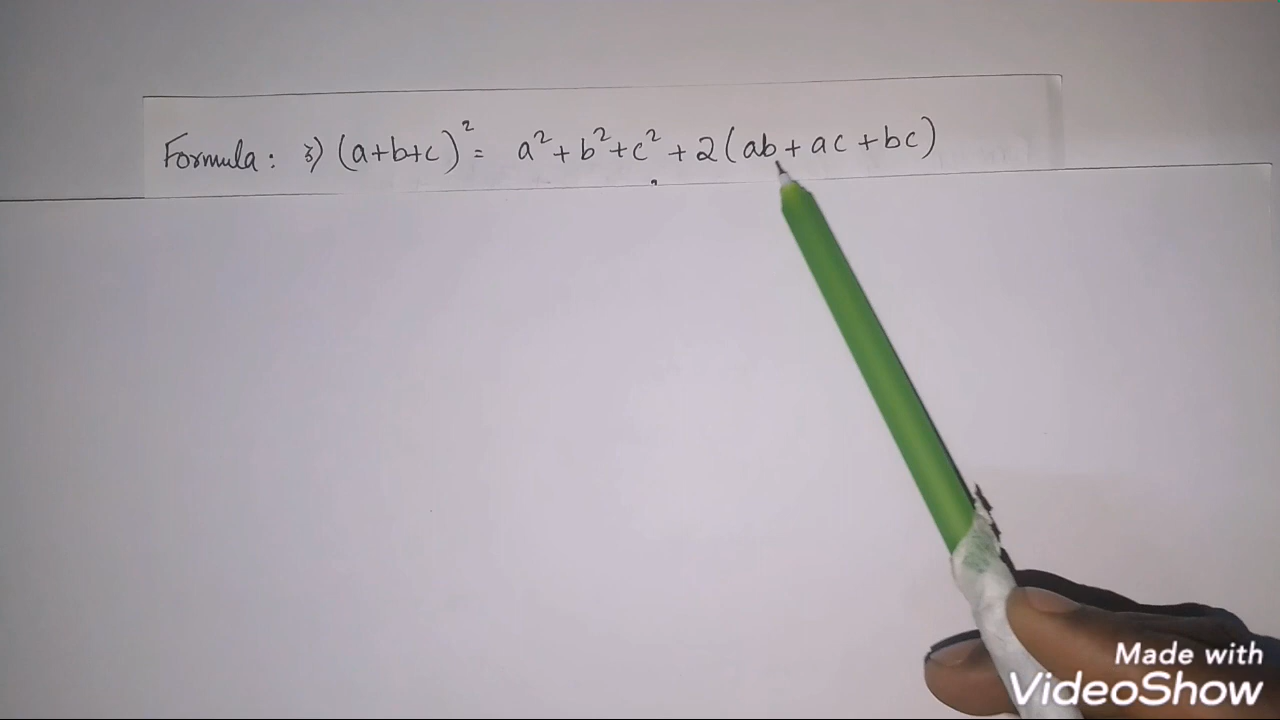 Formula: 3) (a+b+c)² = a² + b² + c² + 2(ab + ac + bc)
Made with
VideoShow